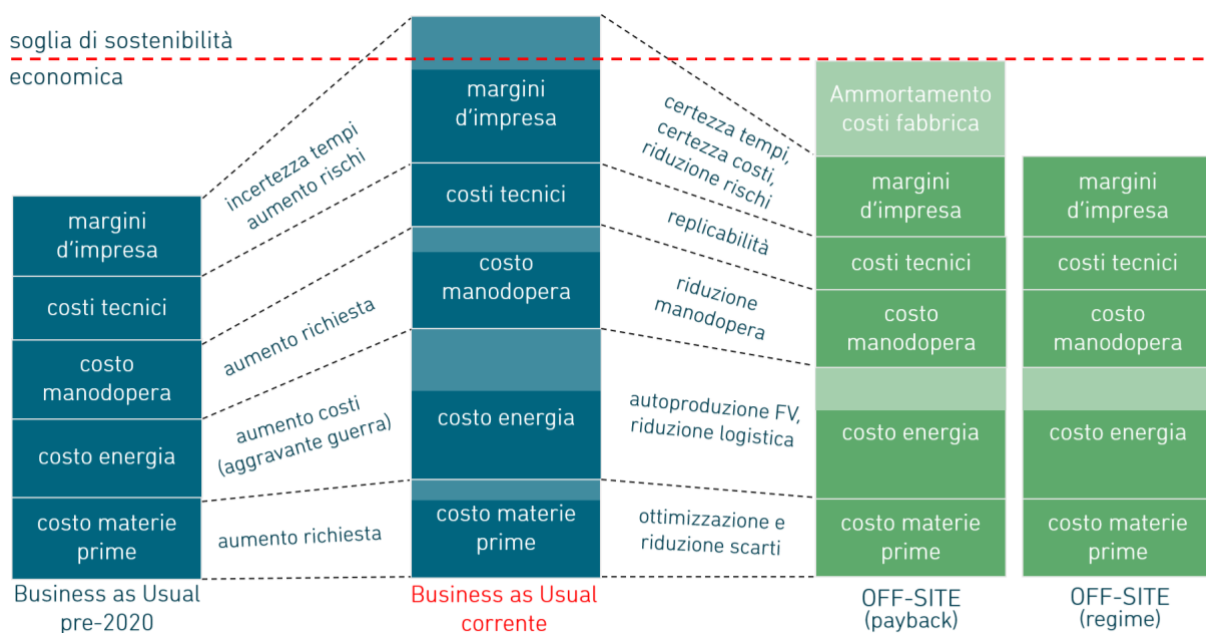 soglia di sostenibilità
economica
margini
d'impresa
costi tecnici
costo
manodopera
costo energia
costo materie
prime
Business as Usual
pre-2020
incertezza tempi
aumento rischi
aumento richiesta
aumento costi
(aggravante guerra)
aumento richiesta
margini
d'impresa
costi tecnici
costo
manodopera
costo energia
costo materie
prime
Business as Usual
corrente
certezza tempi,
certezza costi,
riduzione rischi
replicabilità
riduzione
manodopera
autoproduzione FV,
riduzione logistica
ottimizzazione e
riduzione scarti
Ammortamento
costi fabbrica
margini
d'impresa
costi tecnici
costo
manodopera
costo energia
costo materie
prime
OFF-SITE
(payback)
margini
d'impresa
costi tecnici
costo
manodopera
costo energia
costo materie
prime
OFF-SITE
(regime)